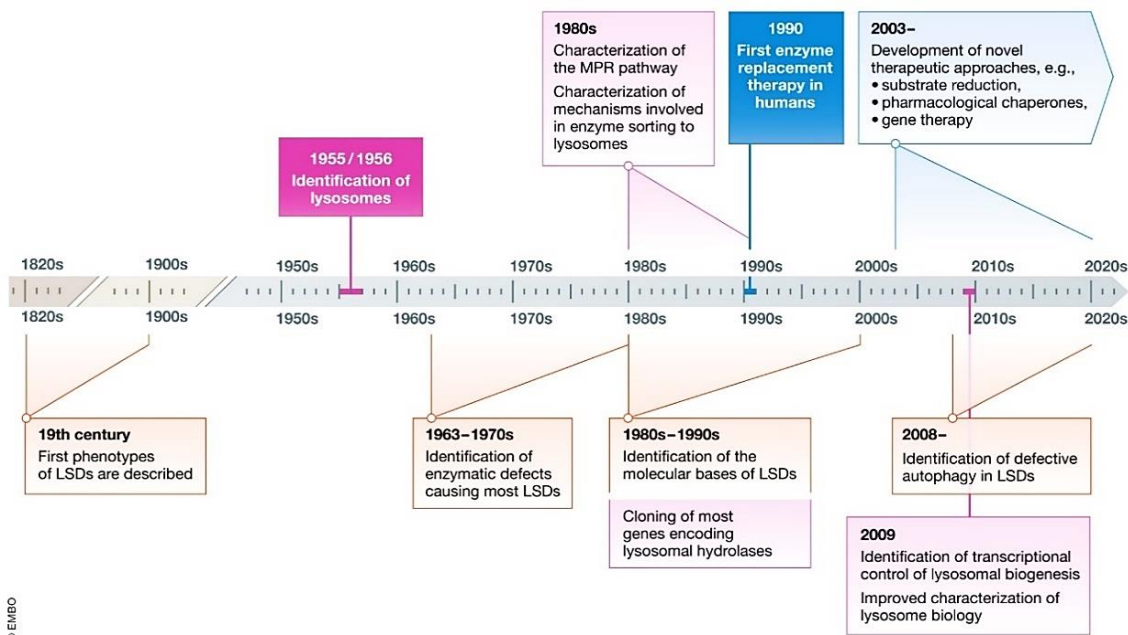 1980s
Characterization of
the MPR pathway
Characterization of
mechanisms involved
in enzyme sorting to
lysosomes
1990
First enzyme
replacement
therapy in
humans
2003–
Development of novel
therapeutic approaches, e.g.,
• substrate reduction,
• pharmacological chaperones,
• gene therapy
1955/1956
Identification of
lysosomes
1820s 1900s 1950s 1960s 1970s 1980s 1990s 2000s 2010s 2020s
1820s 1900s 1950s 1960s 1970s 1980s 1990s 2000s 2010s 2020s
19th century
First phenotypes
of LSDs are described
1963–1970s
Identification of
enzymatic defects
causing most LSDs
1980s–1990s
Identification of the
molecular bases of LSDs
Cloning of most
genes encoding
lysosomal hydrolases
2008–
Identification of defective
autophagy in LSDs
2009
Identification of transcriptional
control of lysosomal biogenesis
Improved characterization of
lysosome biology
© EMBO